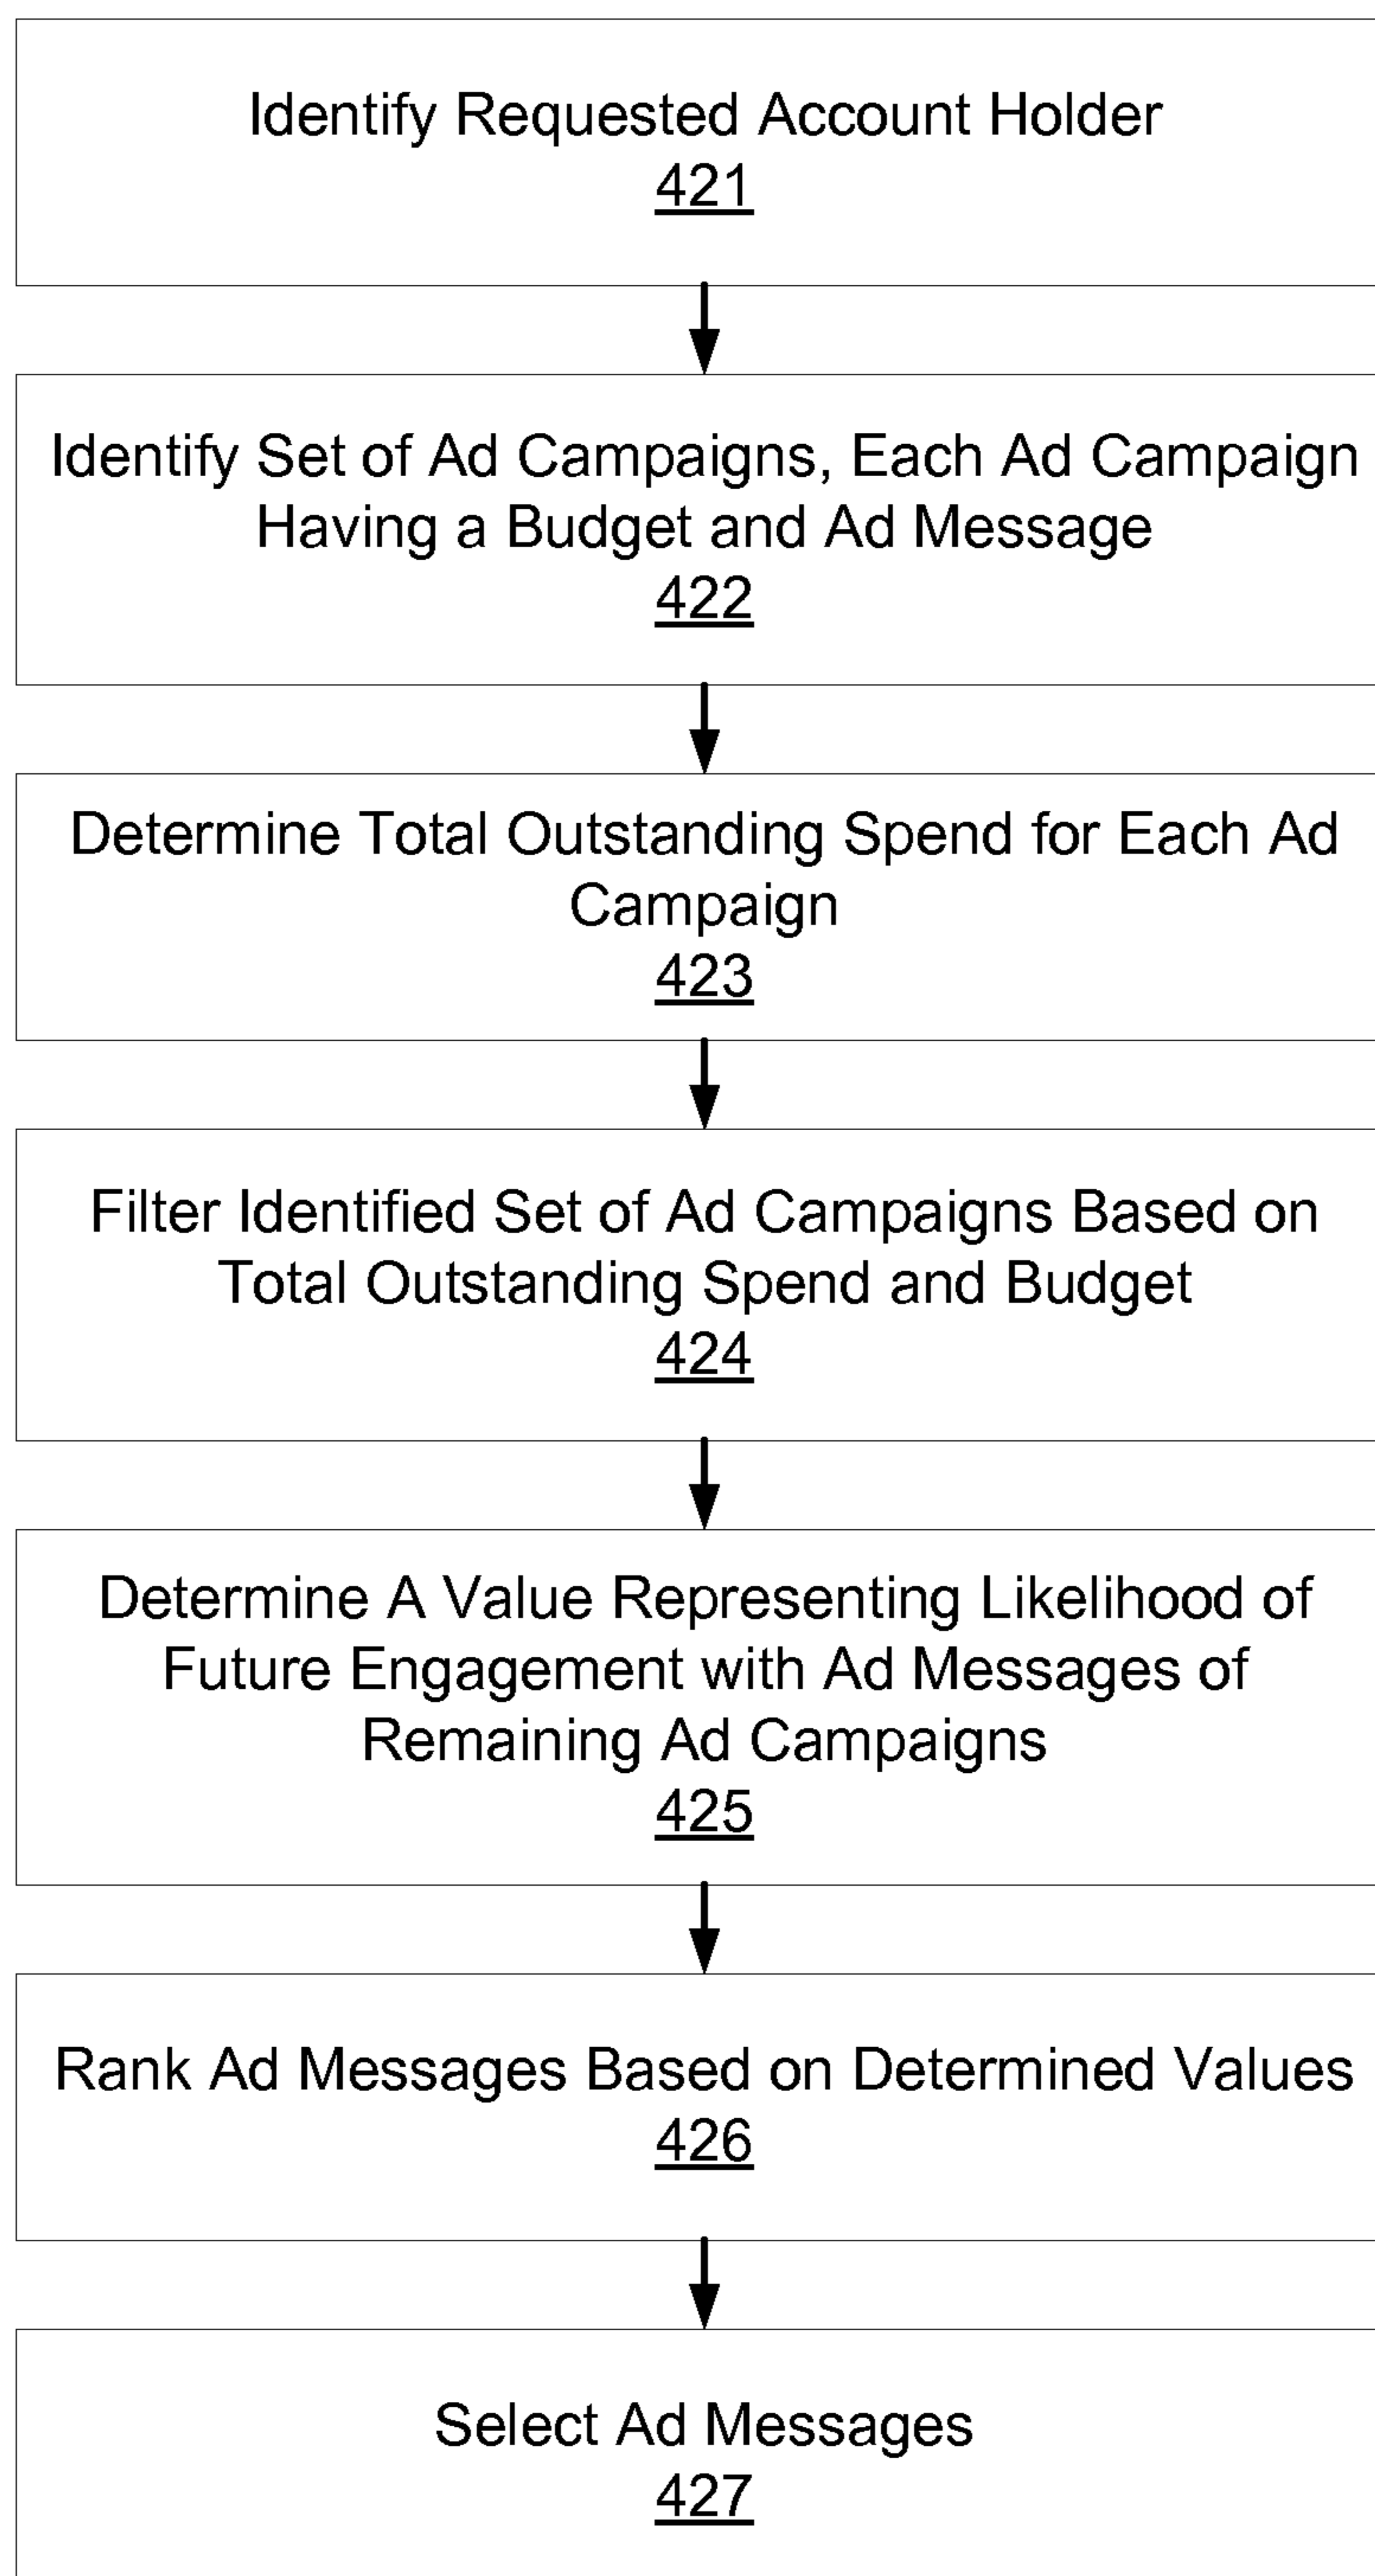 Identify Requested Account Holder
421
Identify Set of Ad Campaigns, Each Ad Campaign
Having a Budget and Ad Message
422
Determine Total Outstanding Spend for Each Ad
Campaign
423
Filter Identified Set of Ad Campaigns Based on
Total Outstanding Spend and Budget
424
Determine A Value Representing Likelihood of
Future Engagement with Ad Messages of
Remaining Ad Campaigns
425
Rank Ad Messages Based on Determined Values
426
Select Ad Messages
427